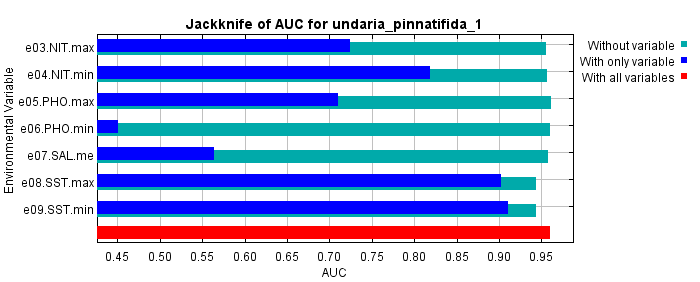 Jackknife of AUC for undaria_pinnatifida_1
Environmental Variable
e03.NIT.max
e04.NIT.min
e05.PHO.max
e06.PHO.min
e07.SAL.me
e08.SST.max
e09.SST.min
0.45 0.50 0.55 0.60 0.65 0.70 0.75 0.80 0.85 0.90 0.95
AUC
Without variable
With only variable
With all variables